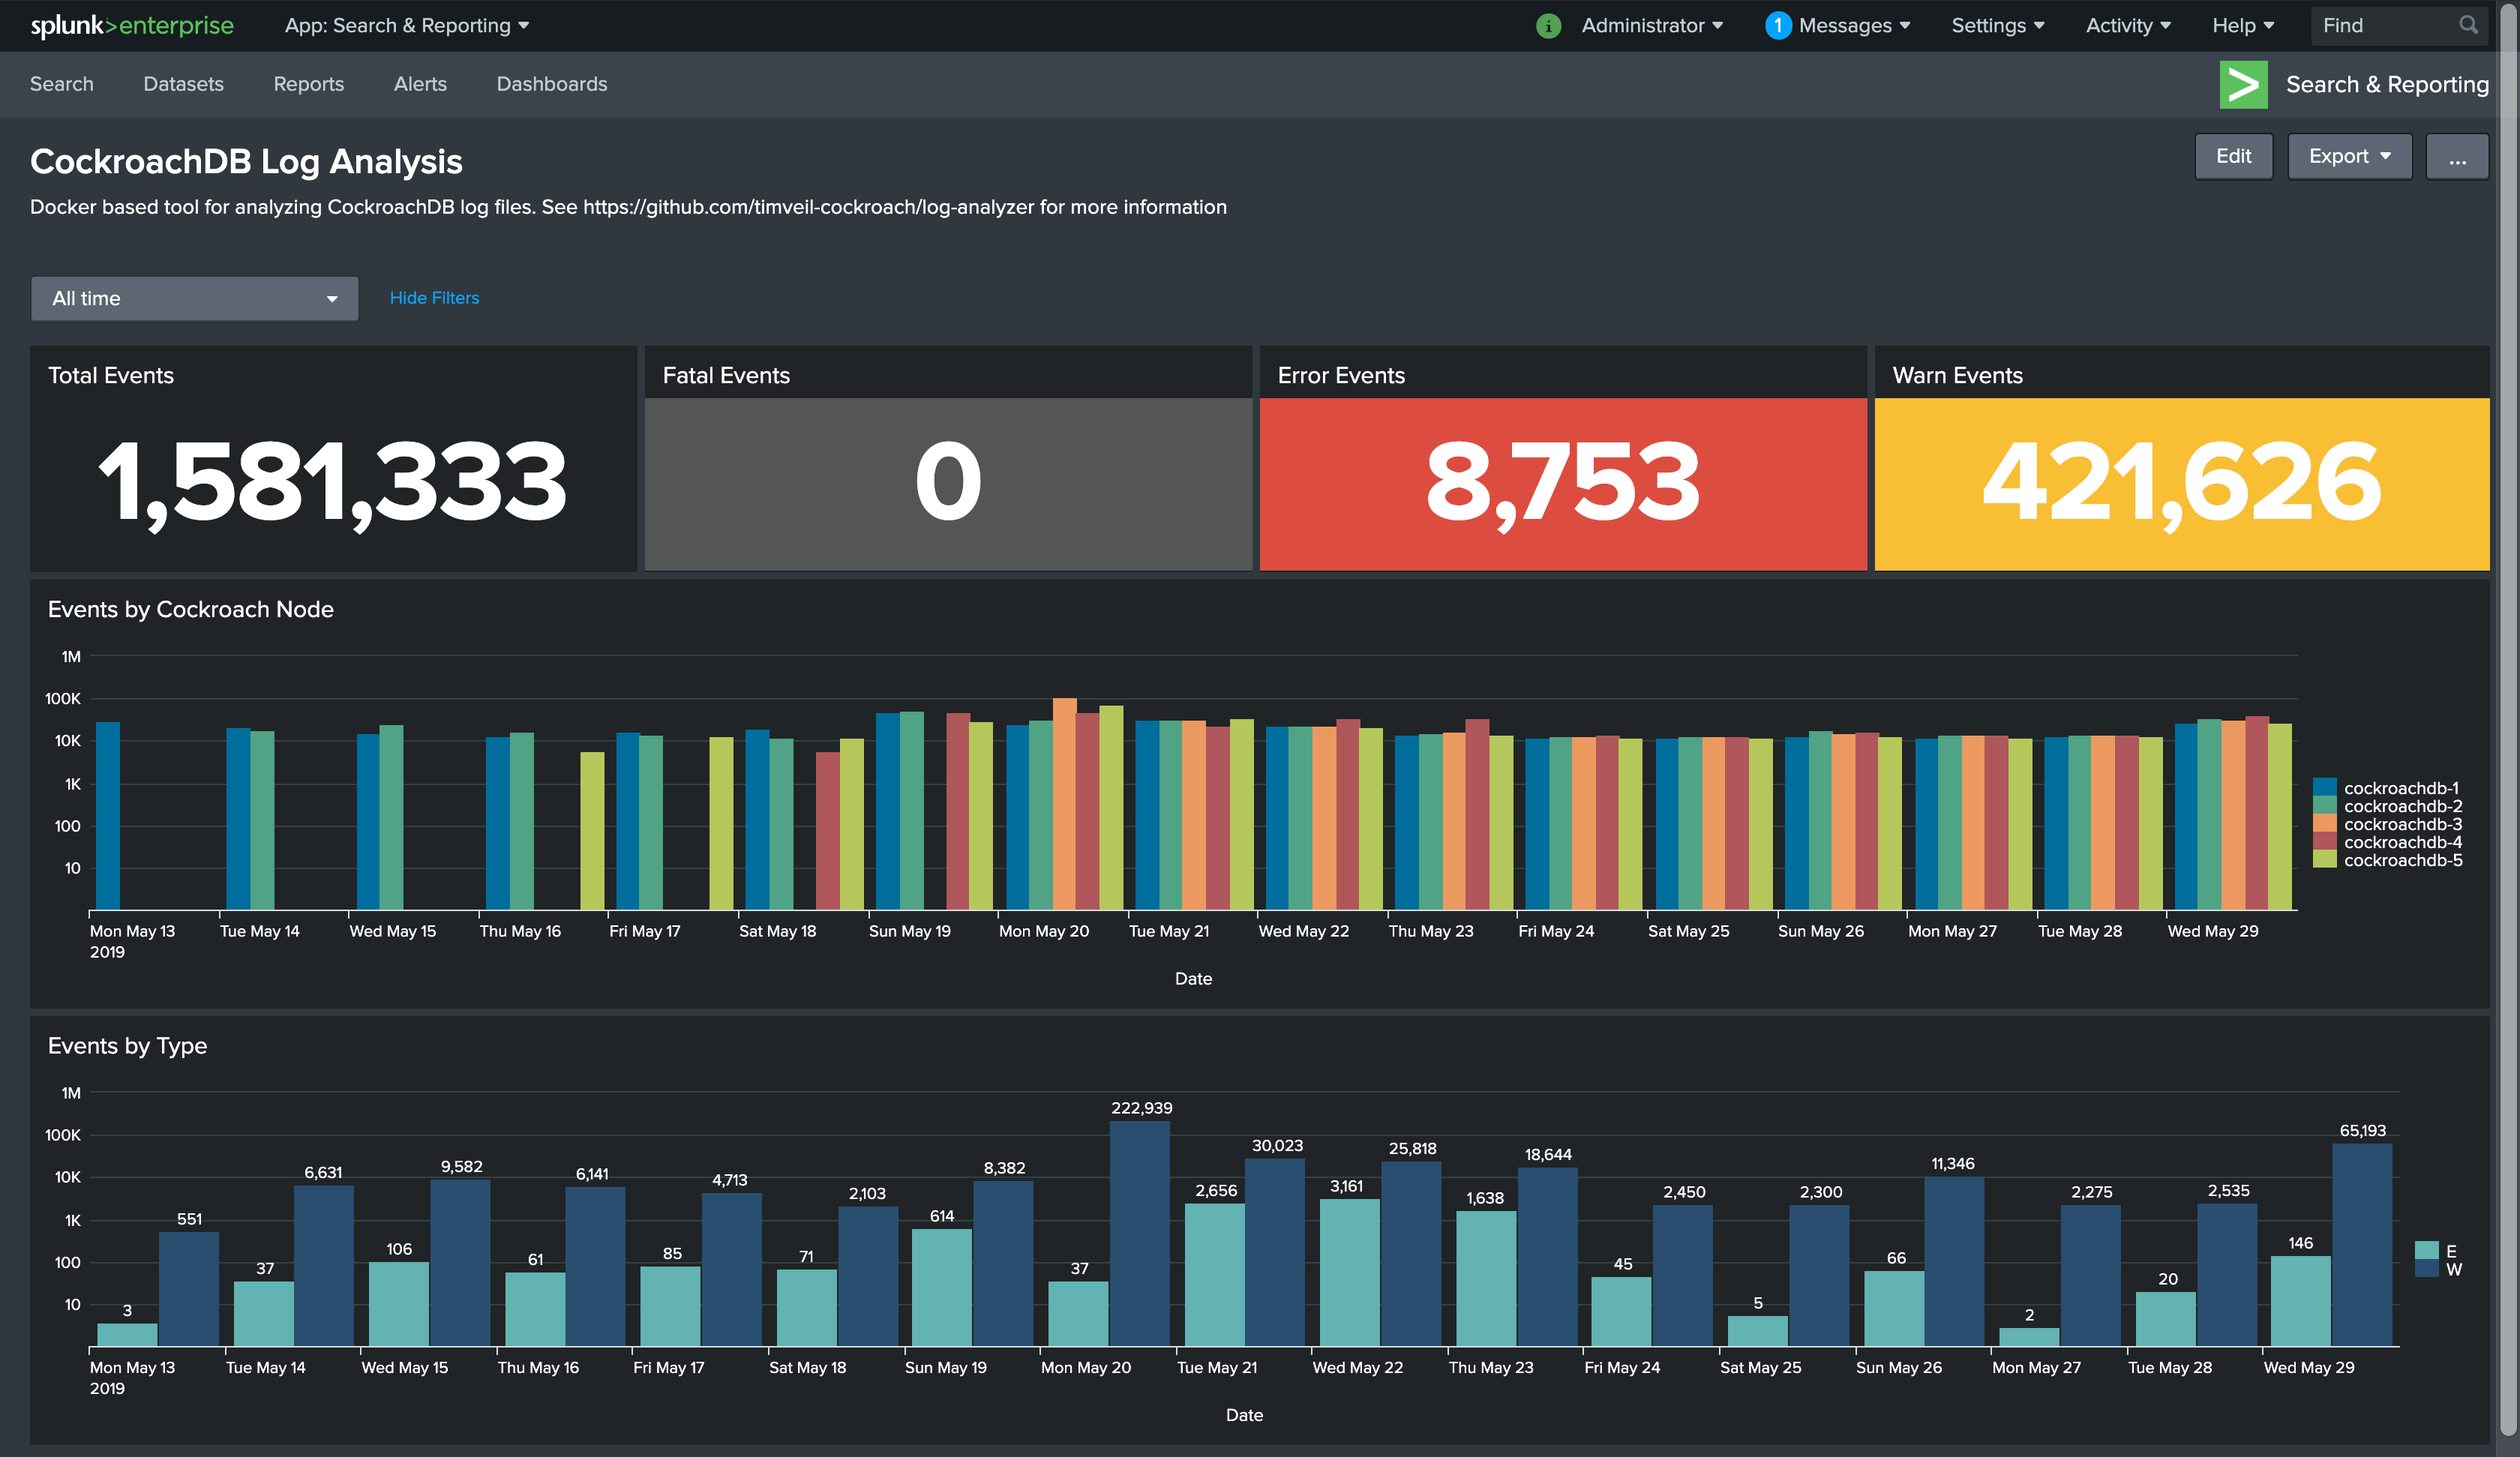 splunk>enterprise App: Search & Reporting i Administrator 1 Messages Settings Activity Help Find
Search Datasets Reports Alerts Dashboards > Search & Reporting
CockroachDB Log Analysis
Edit Export ...
Docker based tool for analyzing CockroachDB log files. See https://github.com/timveil-cockroach/log-analyzer for more information
All time Hide Filters
Total Events
1,581,333
Fatal Events
0
Error Events
8,753
Warn Events
421,626
Events by Cockroach Node
1M
100K
10K
1K
100
10
Mon May 13 Tue May 14 Wed May 15 Thu May 16 Fri May 17 Sat May 18 Sun May 19 Mon May 20 Tue May 21 Wed May 22 Thu May 23 Fri May 24 Sat May 25 Sun May 26 Mon May 27 Tue May 28 Wed May 29
2019
Date
cockroachdb-1
cockroachdb-2
cockroachdb-3
cockroachdb-4
cockroachdb-5
Events by Type
1M
100K
10K
1K
100
10
3 551 37 6,631 106 9,582 61 6,141 85 4,713 71 2,103 614 8,382 37 222,939 2,656 30,023 3,161 25,818 1,638 18,644 45 2,450 5 2,300 66 11,346 2 2,275 20 2,535 146 65,193
Mon May 13 Tue May 14 Wed May 15 Thu May 16 Fri May 17 Sat May 18 Sun May 19 Mon May 20 Tue May 21 Wed May 22 Thu May 23 Fri May 24 Sat May 25 Sun May 26 Mon May 27 Tue May 28 Wed May 29
2019
Date
E
W